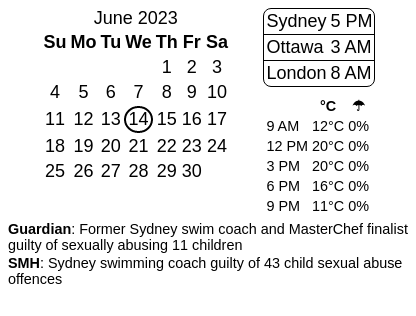 June 2023
Su Mo Tu We Th Fr Sa
1 2 3
4 5 6 7 8 9 10
11 12 13 14 15 16 17
18 19 20 21 22 23 24
25 26 27 28 29 30
Sydney 5 PM
Ottawa 3 AM
London 8 AM
°C ☂
9 AM 12°C 0%
12 PM 20°C 0%
3 PM 20°C 0%
6 PM 16°C 0%
9 PM 11°C 0%
Guardian: Former Sydney swim coach and MasterChef finalist
guilty of sexually abusing 11 children
SMH: Sydney swimming coach guilty of 43 child sexual abuse
offences